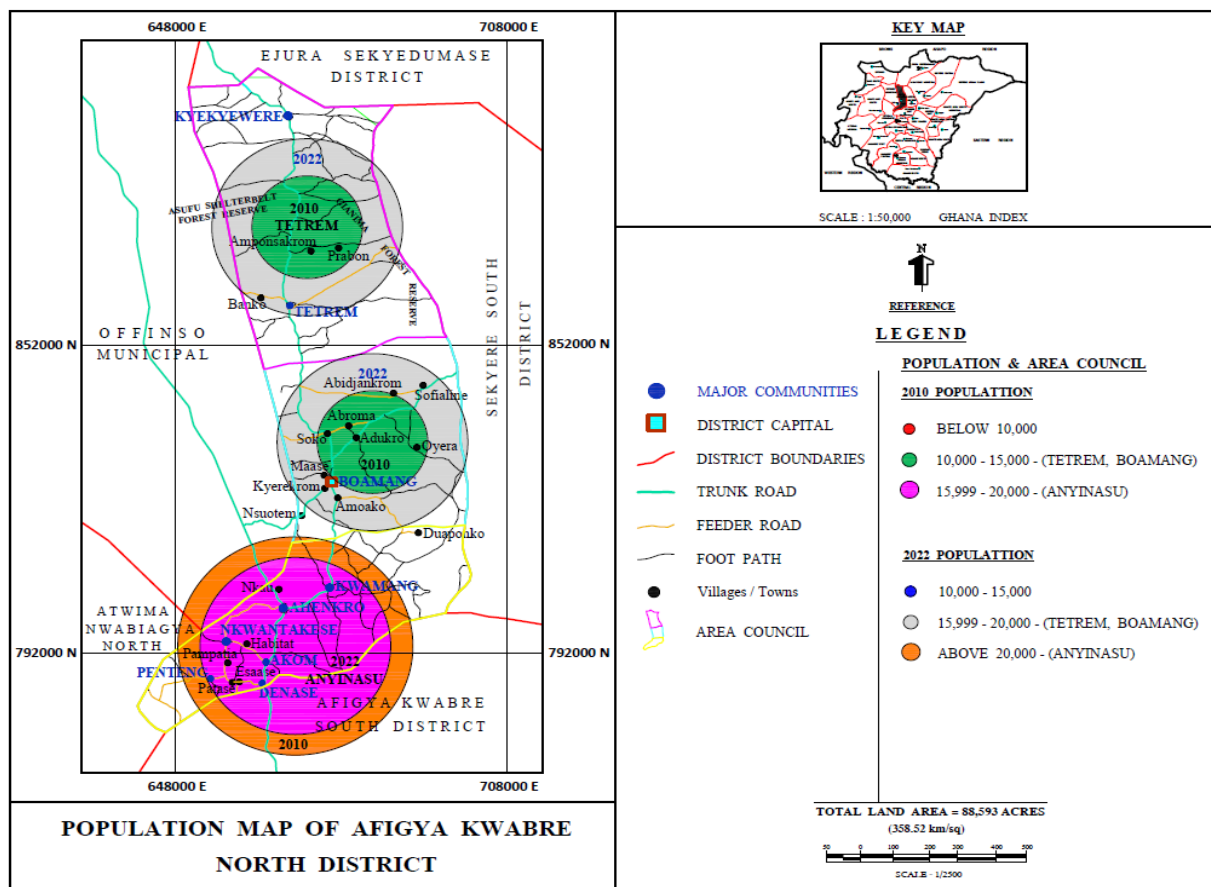 648000 E
708000 E
EJURA SEKYEDUMASE
DISTRICT
KYEKYEWERE
2022
ASUFU SHELTERBELT
FOREST RESERVE
2010
TETREM
GIANIMA
FOREST
RESERVE
Amponsakrom
Prabon
Banko
TETREM
OFFINSO
MUNICIPAL
SEKYERE SOUTH
DISTRICT
852000 N
852000 N
2022
Abidjankrom
Sofialine
Abroma
Soko
Adukro
Oyera
Maase
2010
Kyerekrom
BOAMANG
Amoako
Nsuotem
Duaponko
KWAMANG
AHENKRO
ATWIMA
NWABIAGYA
NORTH
NKWANTAKESE
Habitat
792000 N
792000 N
Pampatia
AKOM
2022
PENTENG
Esaase
ANYINASU
Patase
DENASE
AFIGYA KWABRE
SOUTH DISTRICT
2010
648000 E
708000 E
POPULATION MAP OF AFIGYA KWABRE
NORTH DISTRICT
KEY MAP
SCALE : 1:50,000 GHANA INDEX
N
REFERENCE
LEGEND
MAJOR COMMUNITIES
DISTRICT CAPITAL
DISTRICT BOUNDARIES
TRUNK ROAD
FEEDER ROAD
FOOT PATH
Villages / Towns
AREA COUNCIL
POPULATION & AREA COUNCIL
2010 POPULATTION
BELOW 10,000
10,000 - 15,000 - (TETREM, BOAMANG)
15,999 - 20,000 - (ANYINASU)
2022 POPULATTION
10,000 - 15,000
15,999 - 20,000 - (TETREM, BOAMANG)
ABOVE 20,000 - (ANYINASU)
TOTAL LAND AREA = 88,593 ACRES
(358.52 km/sq)
50 0 100 200 300 400 500
SCALE - 1/2500